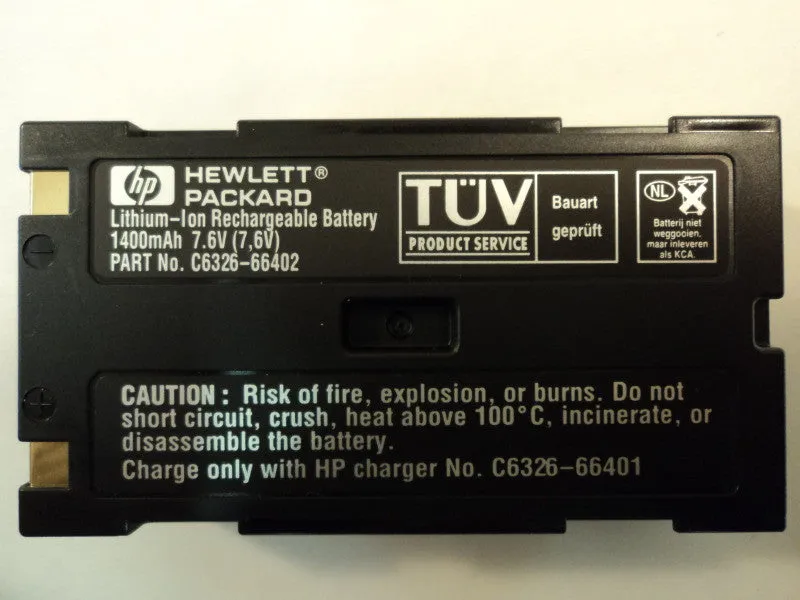 hp HEWLETT®
PACKARD
Lithium-Ion Rechargeable Battery
1400mAh 7.6V (7,6V)
PART No. C6326-66402
TÜV
PRODUCT SERVICE
Bauart
geprüft
NL
Batterij niet
weggooien,
maar inleveren
als KCA.
CAUTION : Risk of fire, explosion, or burns. Do not
short circuit, crush, heat above 100°C, incinerate, or
disassemble the battery.
Charge only with HP charger No. C6326-66401